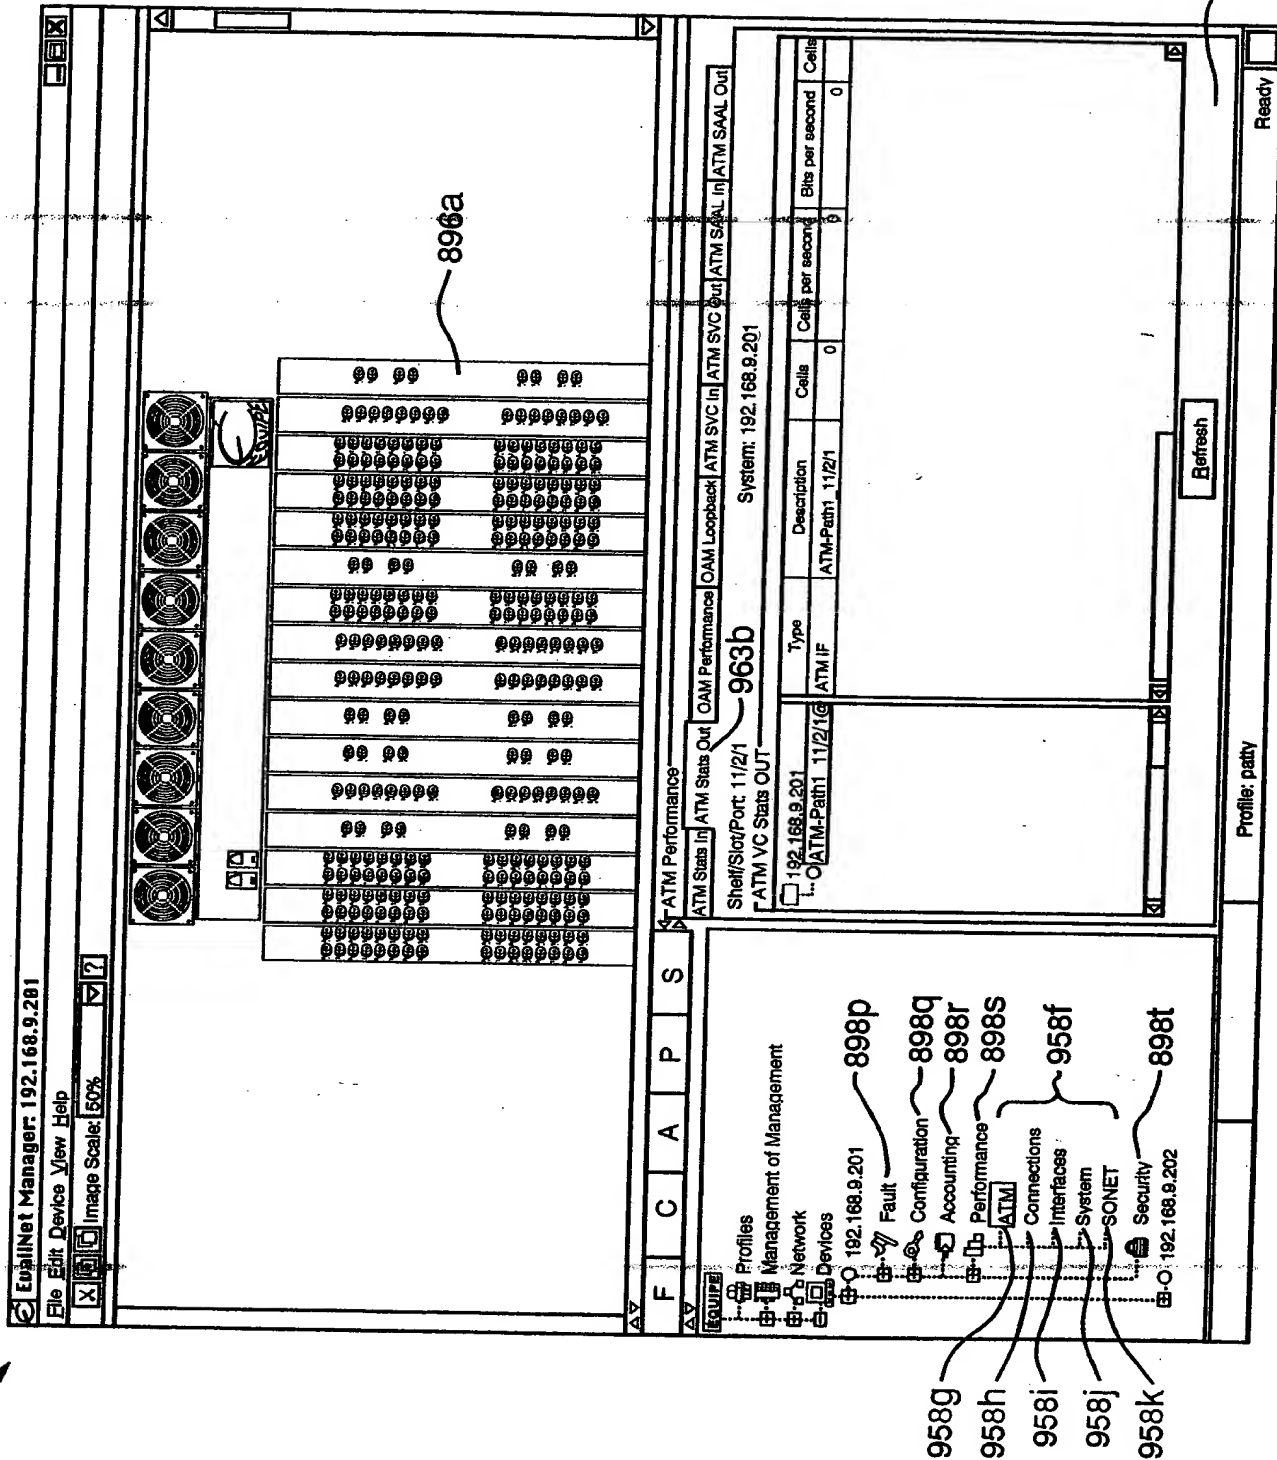 EualiNet Manager: 192.168.9.201
File Edit Device View Help
X Image Scale: 50% ?
EQUIPE
896a
F C A P S
EQUIPE
Profiles
Management of Management
Network
Devices
192.168.9.201
Fault
Configuration
Accounting
Performance
ATM
Connections
Interfaces
System
SONET
Security
192.168.9.202
898p
898q
898r
898s
958f
898t
958g
958h
958i
958j
958k
ATM Performance
ATM Stats In ATM Stats Out OAM Performance OAM Loopback ATM SVC In ATM SVC Out ATM SAAL In ATM SAAL Out
963b
Shelf/Slot/Port: 11/2/1 System: 192.168.9.201
ATM VC Stats OUT
192.168.9.201
ATM-Path1 11/2/1@
Type Description Cells Cells per second Bits per second Cells
ATM IF ATM-Path1_11/2/1 0 0 0
Refresh
Profile: patty
Ready